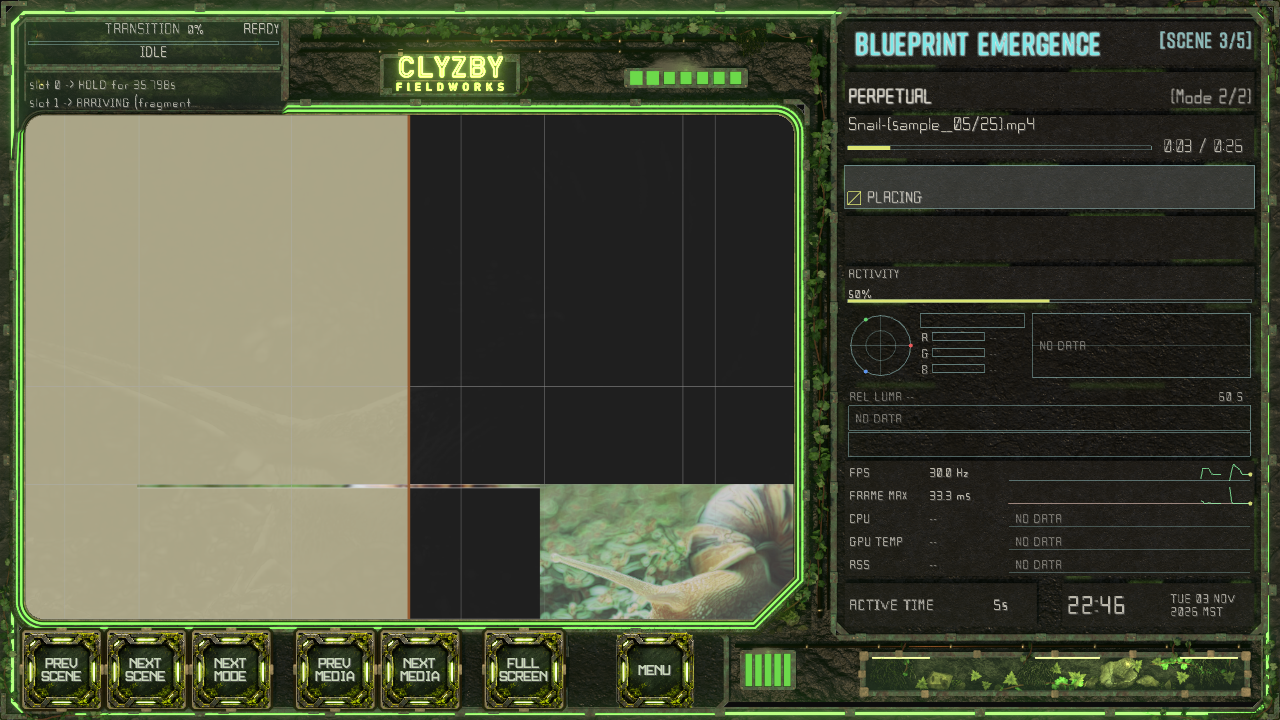 TRANSITION 0% READY
IDLE
slot 0 -> HOLD for 35.798s
slot 1 -> ARRIVING (fragment...
CLYZBY
FIELDWORKS
BLUEPRINT EMERGENCE [SCENE 3/5]
PERPETUAL (Mode 2/2)
Snail-[sample__05/25].mp4
0:03 / 0:25
PLACING
ACTIVITY
50%
R --
G --
B --
NO DATA
REL LUMA -- 60 S
NO DATA
FPS 30.0 Hz
FRAME MAX 33.3 mS
CPU -- NO DATA
GPU TEMP -- NO DATA
RSS -- NO DATA
ACTIVE TIME 5s
22:46
TUE 03 NOV
2026 MST
PREV SCENE
NEXT SCENE
NEXT MODE
PREV MEDIA
NEXT MEDIA
FULL SCREEN
MENU